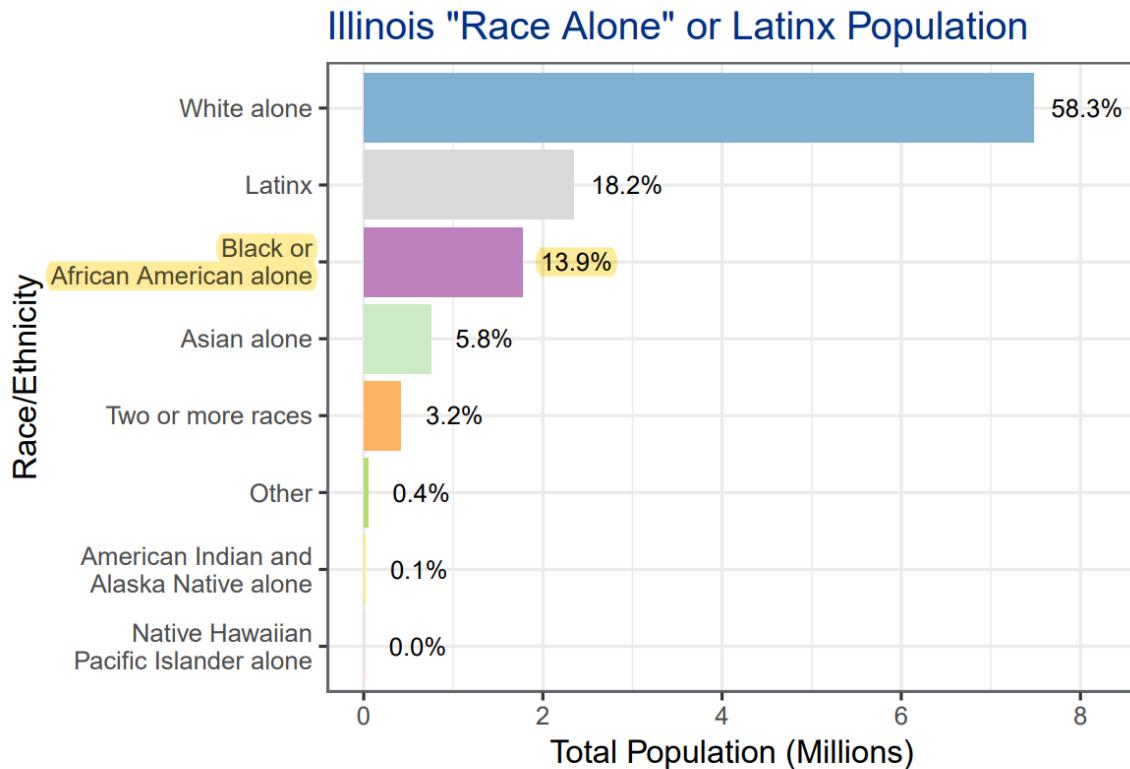 Illinois "Race Alone" or Latinx Population
White alone
58.3%
Latinx
18.2%
Black or
African American alone
13.9%
Asian alone
5.8%
Two or more races
3.2%
Other
0.4%
American Indian and
Alaska Native alone
0.1%
Native Hawaiian
Pacific Islander alone
0.0%
Race/Ethnicity
0 2 4 6 8
Total Population (Millions)